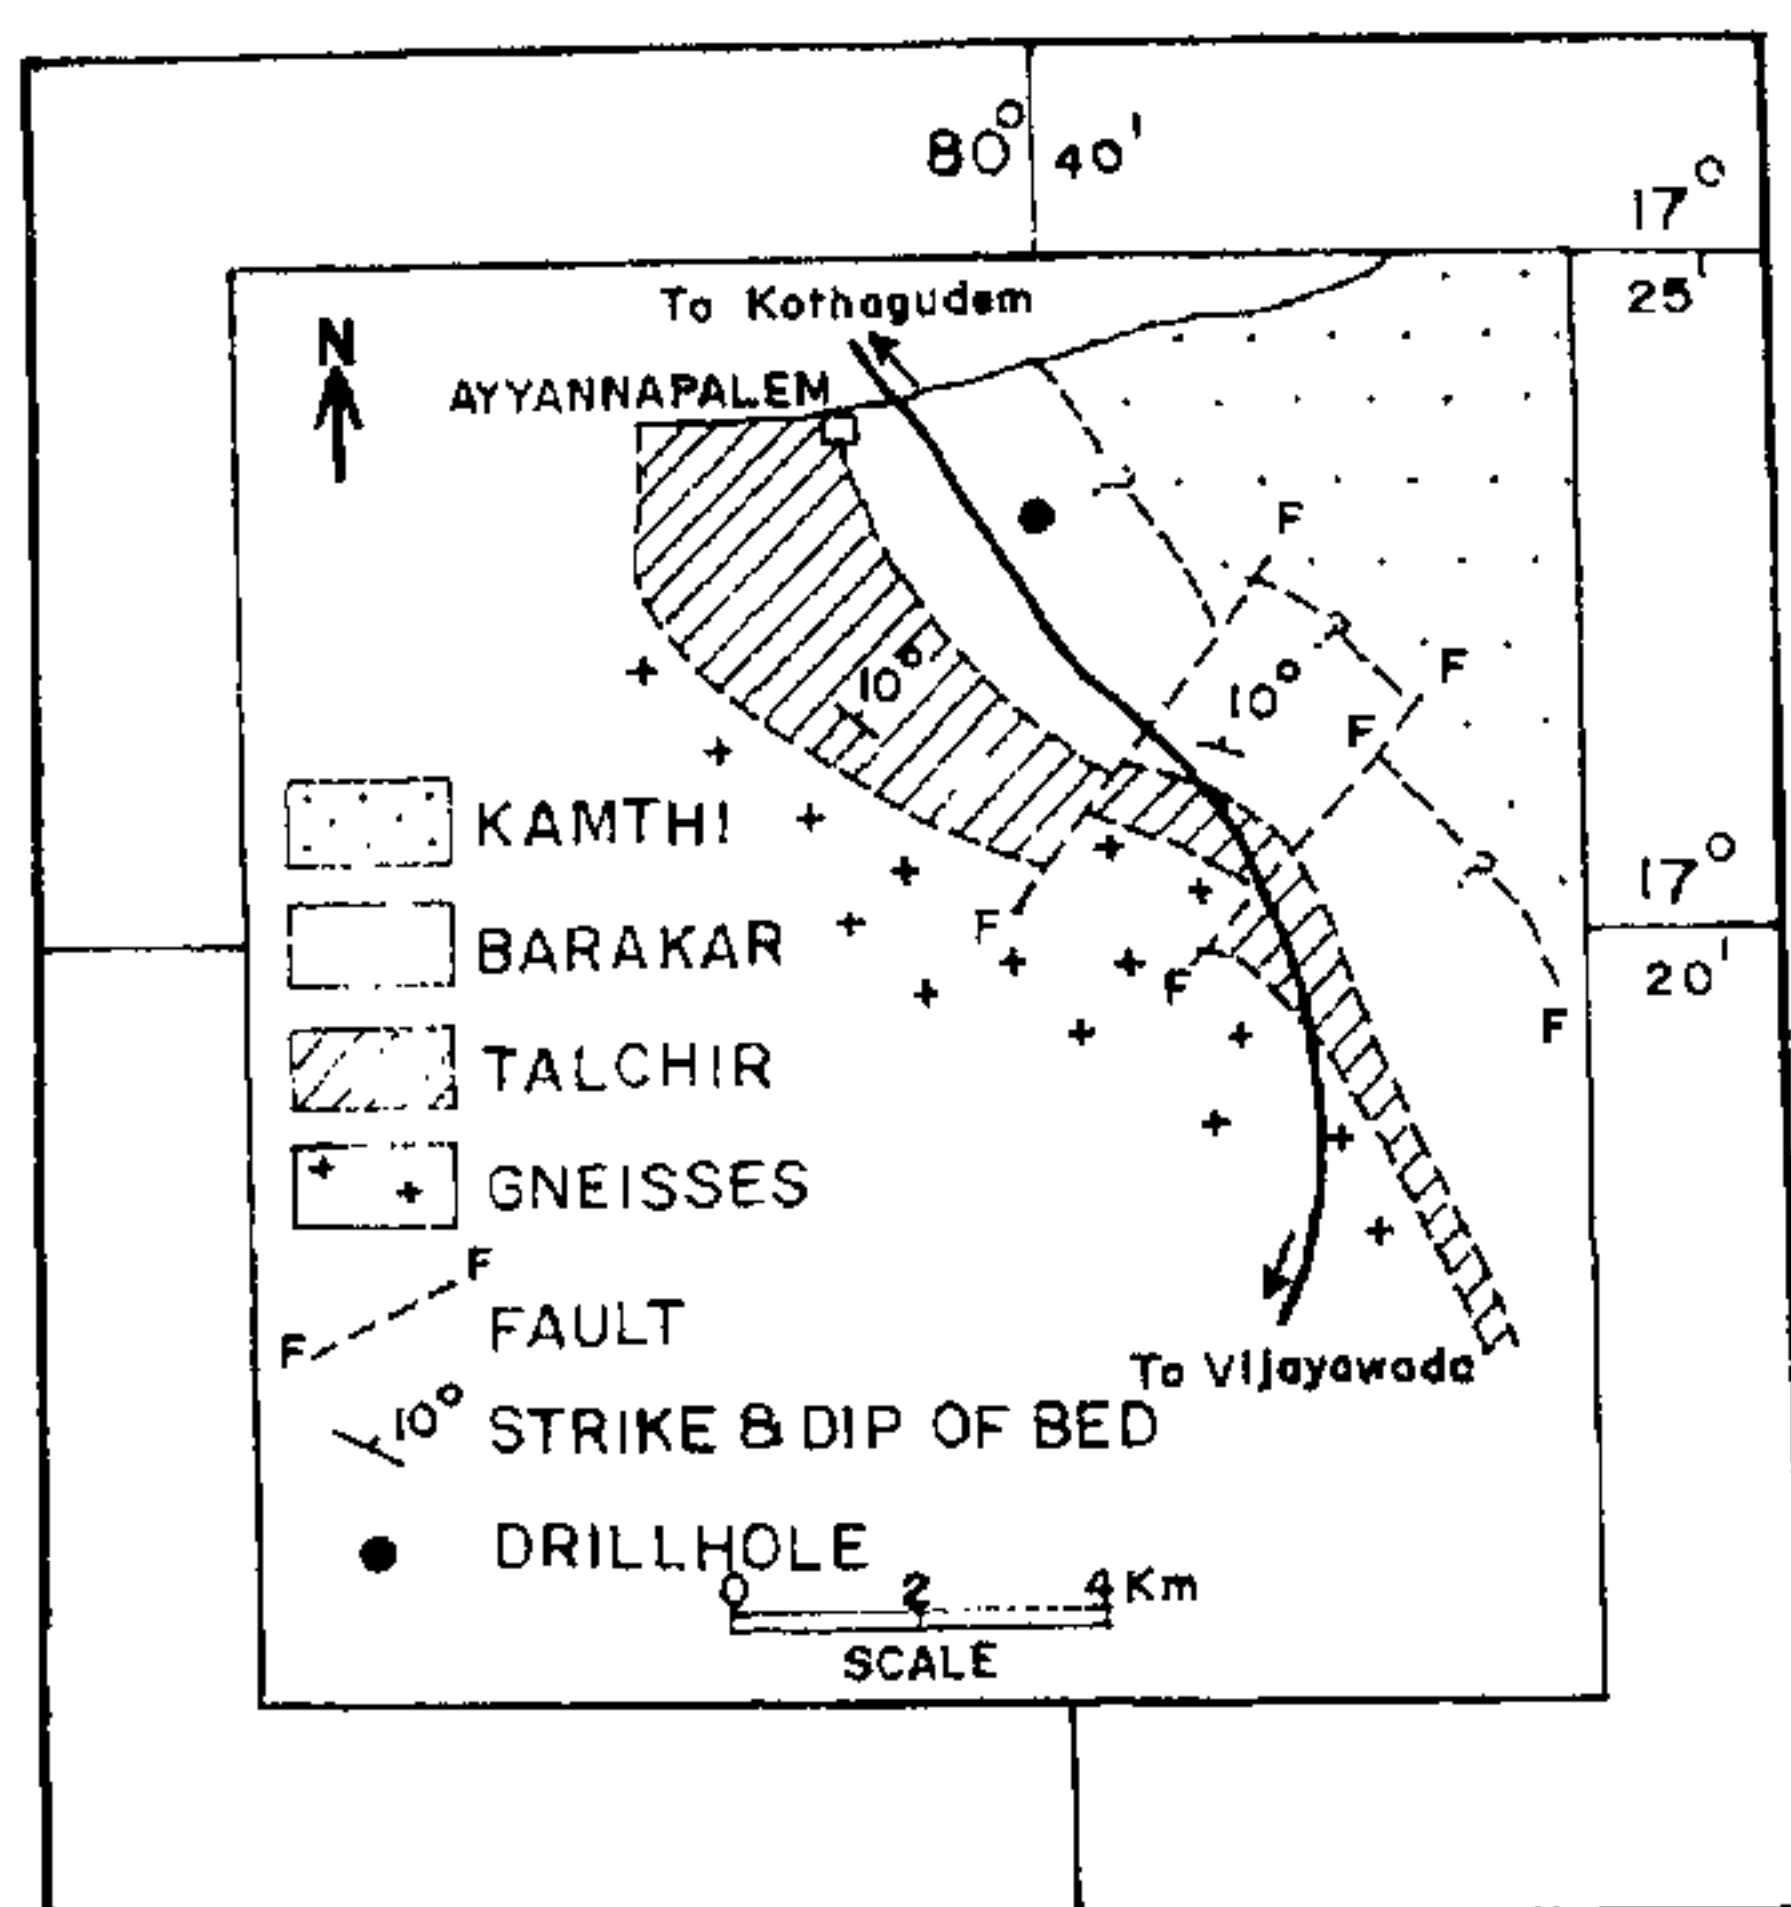 80° 40'
17°
25'
To Kothagudem
N
AYYANNAPALEM
?
F
?
10°
F
10°
F
KAMTHI
?
17°
BARAKAR
F
20'
F
F
TALCHIR
GNEISSES
F
FAULT
F
To Vijayawada
10°
STRIKE & DIP OF BED
DRILLHOLE
0 2 4 Km
SCALE